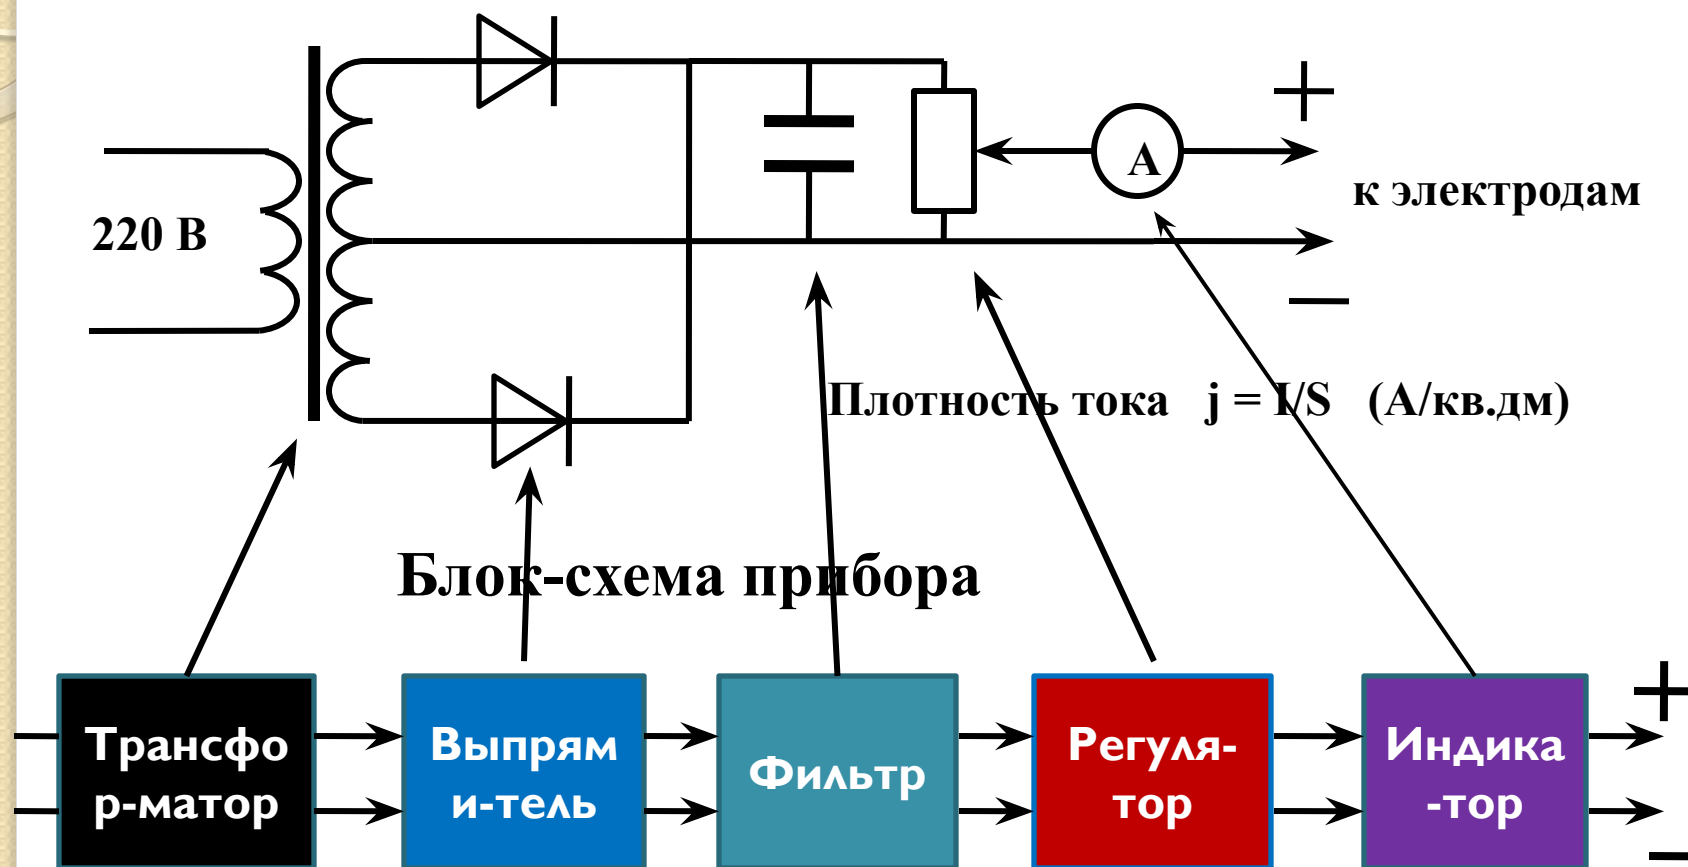 220 В
А
+
к электродам
—
Плотность тока j = I/S (А/кв.дм)
Блок-схема прибора
Трансфо
р-матор
Выпрям
и-тель
Фильтр
Регуля-
тор
Индика
-тор
+
—